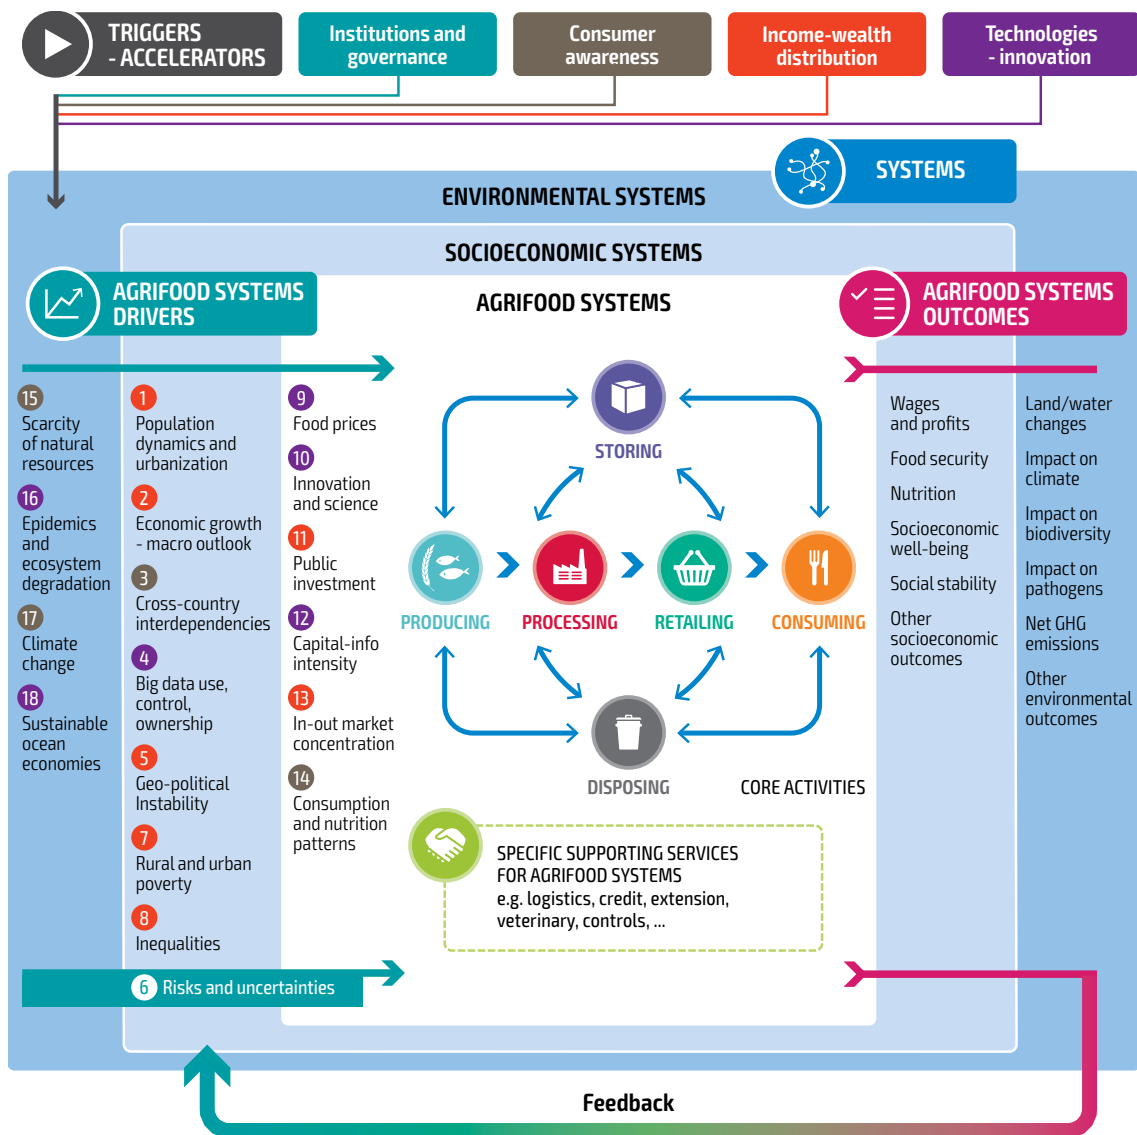 TRIGGERS
- ACCELERATORS
Institutions and
governance
Consumer
awareness
Income-wealth
distribution
Technologies
- innovation
SYSTEMS
ENVIRONMENTAL SYSTEMS
SOCIOECONOMIC SYSTEMS
AGRIFOOD SYSTEMS
DRIVERS
AGRIFOOD SYSTEMS
AGRIFOOD SYSTEMS
OUTCOMES
15
Scarcity
of natural
resources
16
Epidemics
and
ecosystem
degradation
17
Climate
change
18
Sustainable
ocean
economies
1
Population
dynamics and
urbanization
2
Economic growth
- macro outlook
3
Cross-country
interdependencies
4
Big data use,
control,
ownership
5
Geo-political
Instability
7
Rural and urban
poverty
8
Inequalities
6 Risks and uncertainties
9
Food prices
10
Innovation
and science
11
Public
investment
12
Capital-info
intensity
13
In-out market
concentration
14
Consumption
and nutrition
patterns
STORING
PRODUCING
PROCESSING
RETAILING
CONSUMING
DISPOSING
CORE ACTIVITIES
SPECIFIC SUPPORTING SERVICES
FOR AGRIFOOD SYSTEMS
e.g. logistics, credit, extension,
veterinary, controls, ...
Wages
and profits
Food security
Nutrition
Socioeconomic
well-being
Social stability
Other
socioeconomic
outcomes
Land/water
changes
Impact on
climate
Impact on
biodiversity
Impact on
pathogens
Net GHG
emissions
Other
environmental
outcomes
Feedback